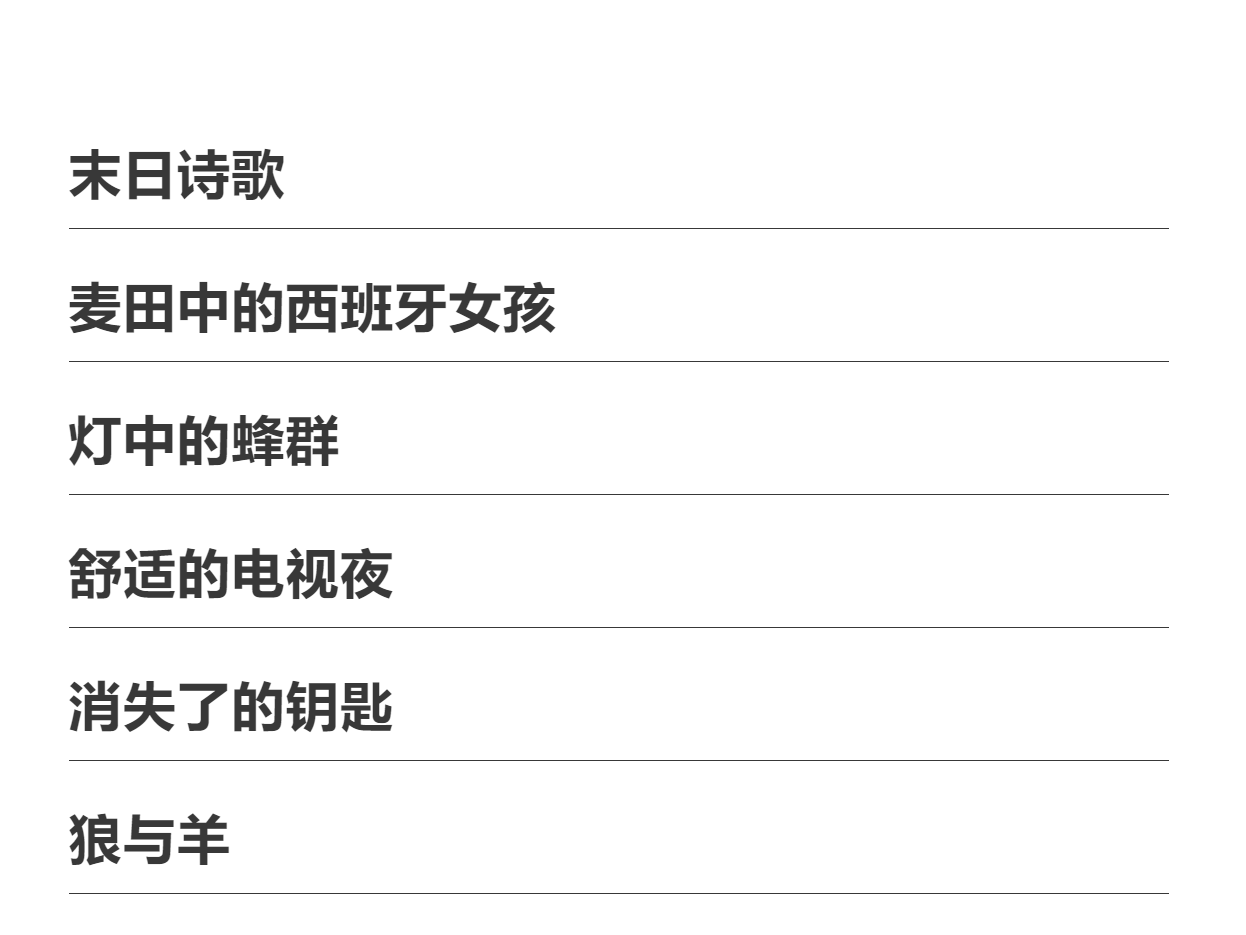 末日诗歌
麦田中的西班牙女孩
灯中的蜂群
舒适的电视夜
消失了的钥匙
狼与羊